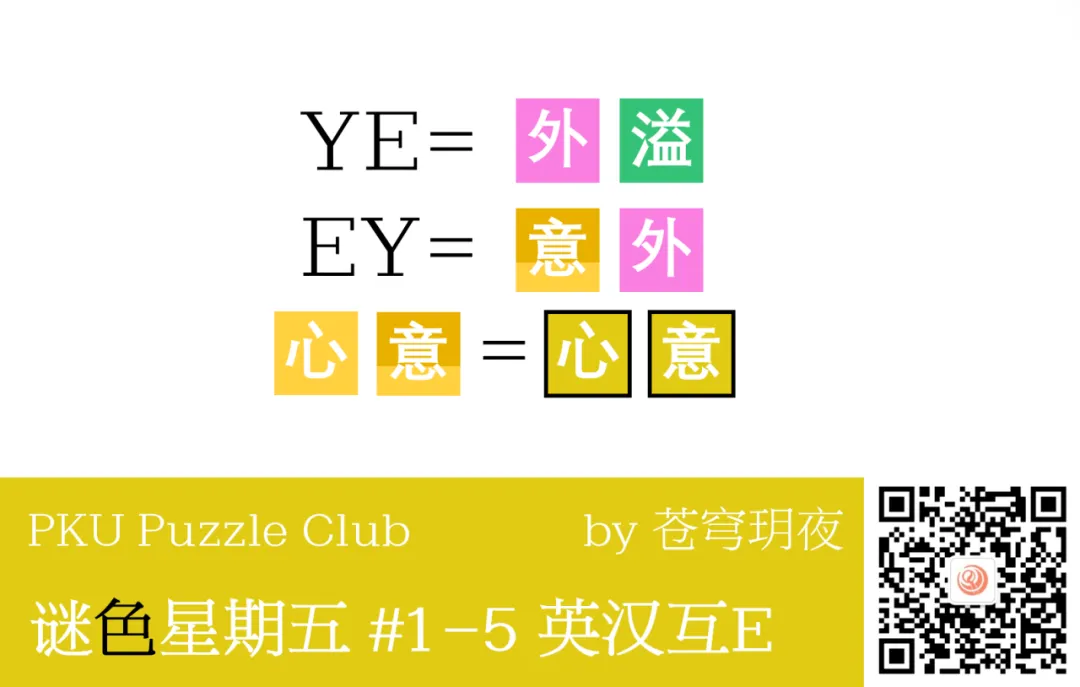 YE= 外 溢
EY= 意 外
心 意 = 心 意
PKU Puzzle Club by 苍穹玥夜
谜色星期五 #1-5 英汉互E